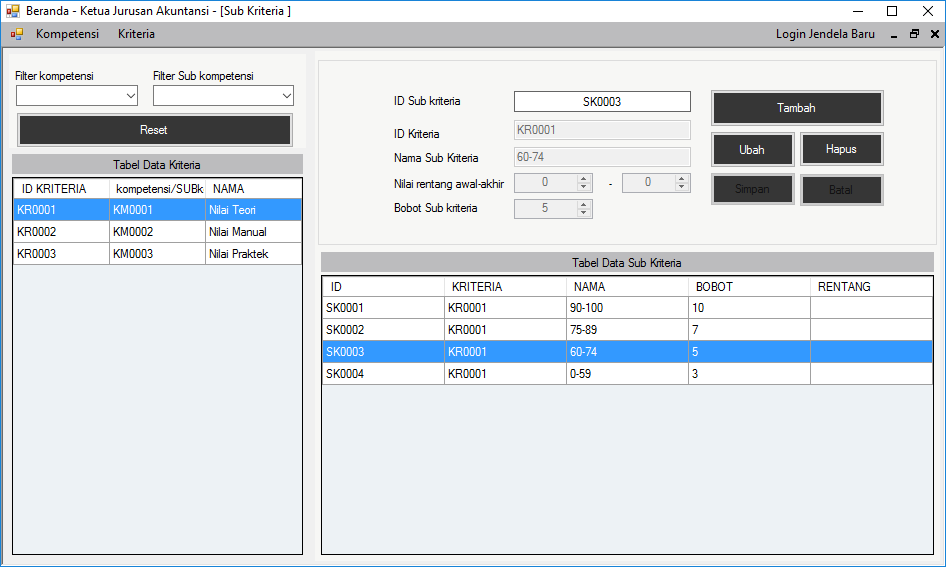 Beranda - Ketua Jurusan Akuntansi - [Sub Kriteria ]
Kompetensi Kriteria Login Jendela Baru
Filter kompetensi Filter Sub kompetensi
Reset
Tabel Data Kriteria
ID KRITERIA kompetensi/SUBk NAMA
KR0001 KM0001 Nilai Teori
KR0002 KM0002 Nilai Manual
KR0003 KM0003 Nilai Praktek
ID Sub kriteria SK0003
ID Kriteria KR0001
Nama Sub Kriteria 60-74
Nilai rentang awal-akhir 0 - 0
Bobot Sub kriteria 5
Tambah
Ubah Hapus
Simpan Batal
Tabel Data Sub Kriteria
ID KRITERIA NAMA BOBOT RENTANG
SK0001 KR0001 90-100 10
SK0002 KR0001 75-89 7
SK0003 KR0001 60-74 5
SK0004 KR0001 0-59 3